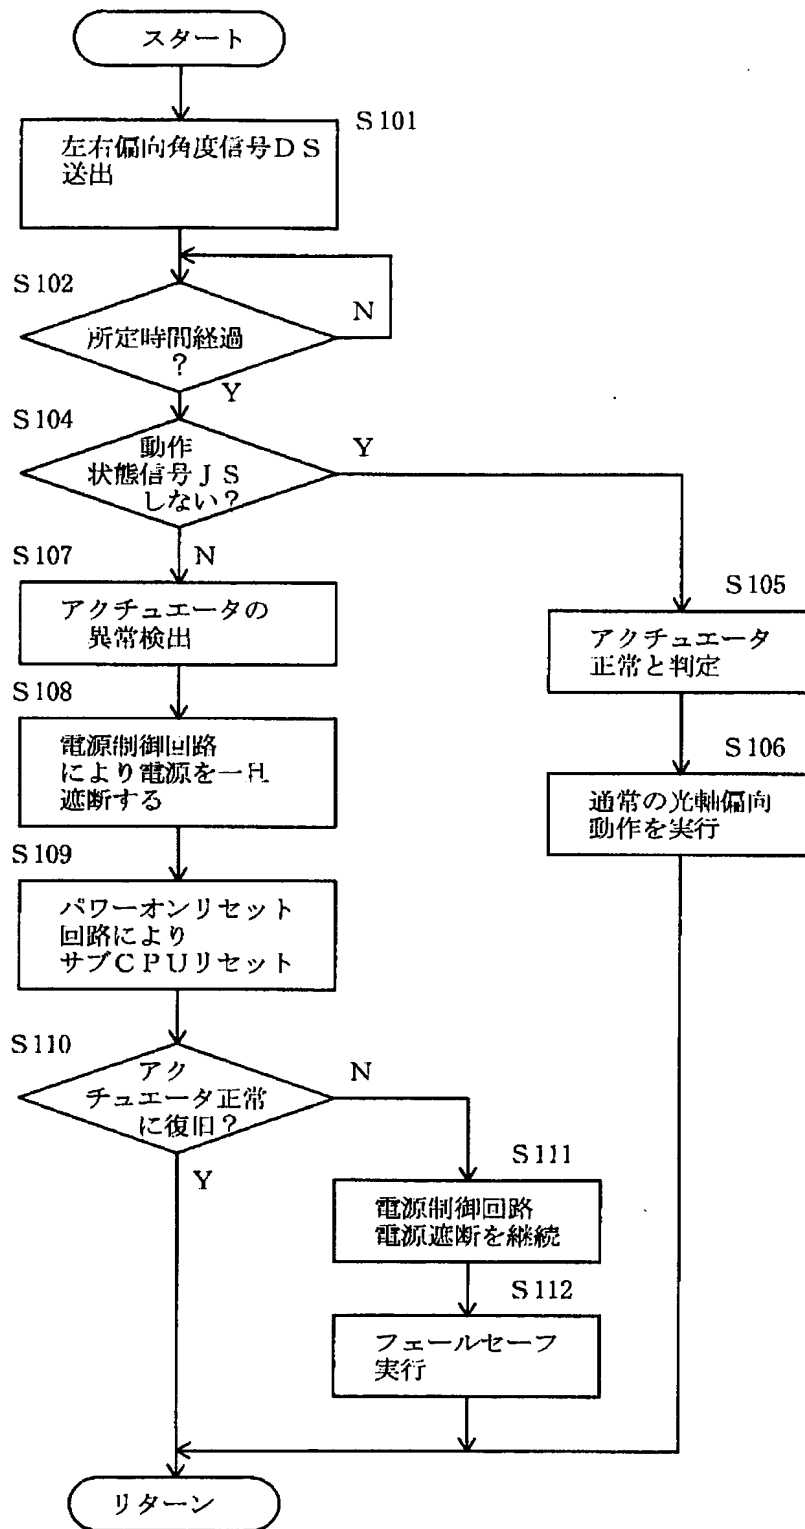 スタート
S101
左右偏向角度信号DS
送出
S102
所定時間経過
?
N
Y
S104
動作
状態信号JS
しない?
Y
N
S107
アクチュエータの
異常検出
S105
アクチュエータ
正常と判定
S108
電源制御回路
により電源を一旦
遮断する
S106
通常の光軸偏向
動作を実行
S109
パワーオンリセット
回路により
サブCPUリセット
S110
アク
チュエータ正常
に復旧?
N
Y
S111
電源制御回路
電源遮断を継続
S112
フェールセーフ
実行
リターン